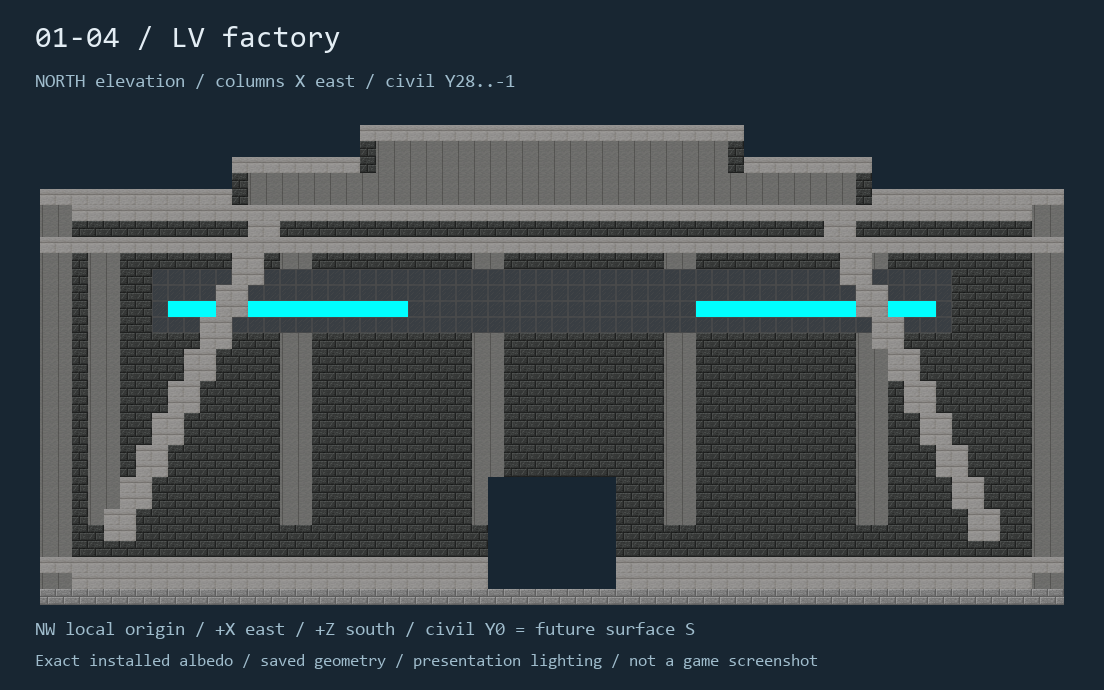 01-04 / LV factory
NORTH elevation / columns X east / civil Y28..-1
NW local origin / +X east / +Z south / civil Y0 = future surface S
Exact installed albedo / saved geometry / presentation lighting / not a game screenshot